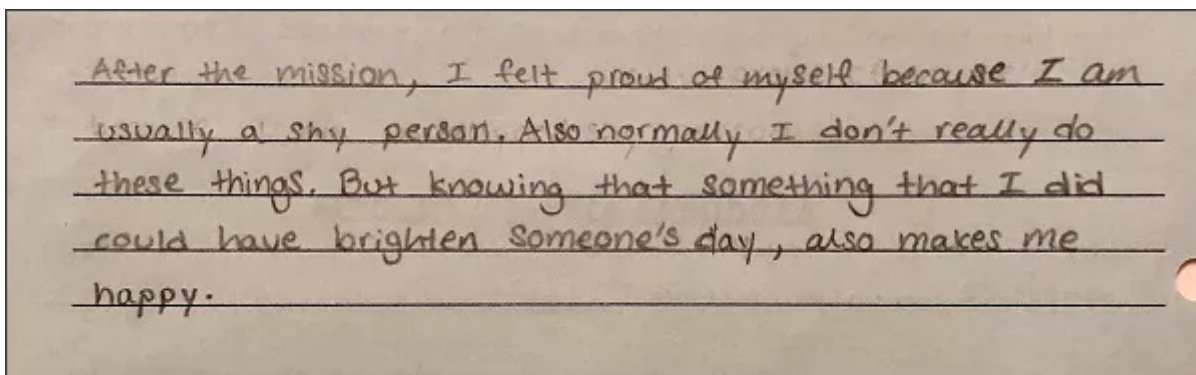 After the mission, I felt proud of myself because I am
usually a shy person. Also normally I don't really do
these things. But knowing that something that I did
could have brighten someone's day, also makes me
happy.